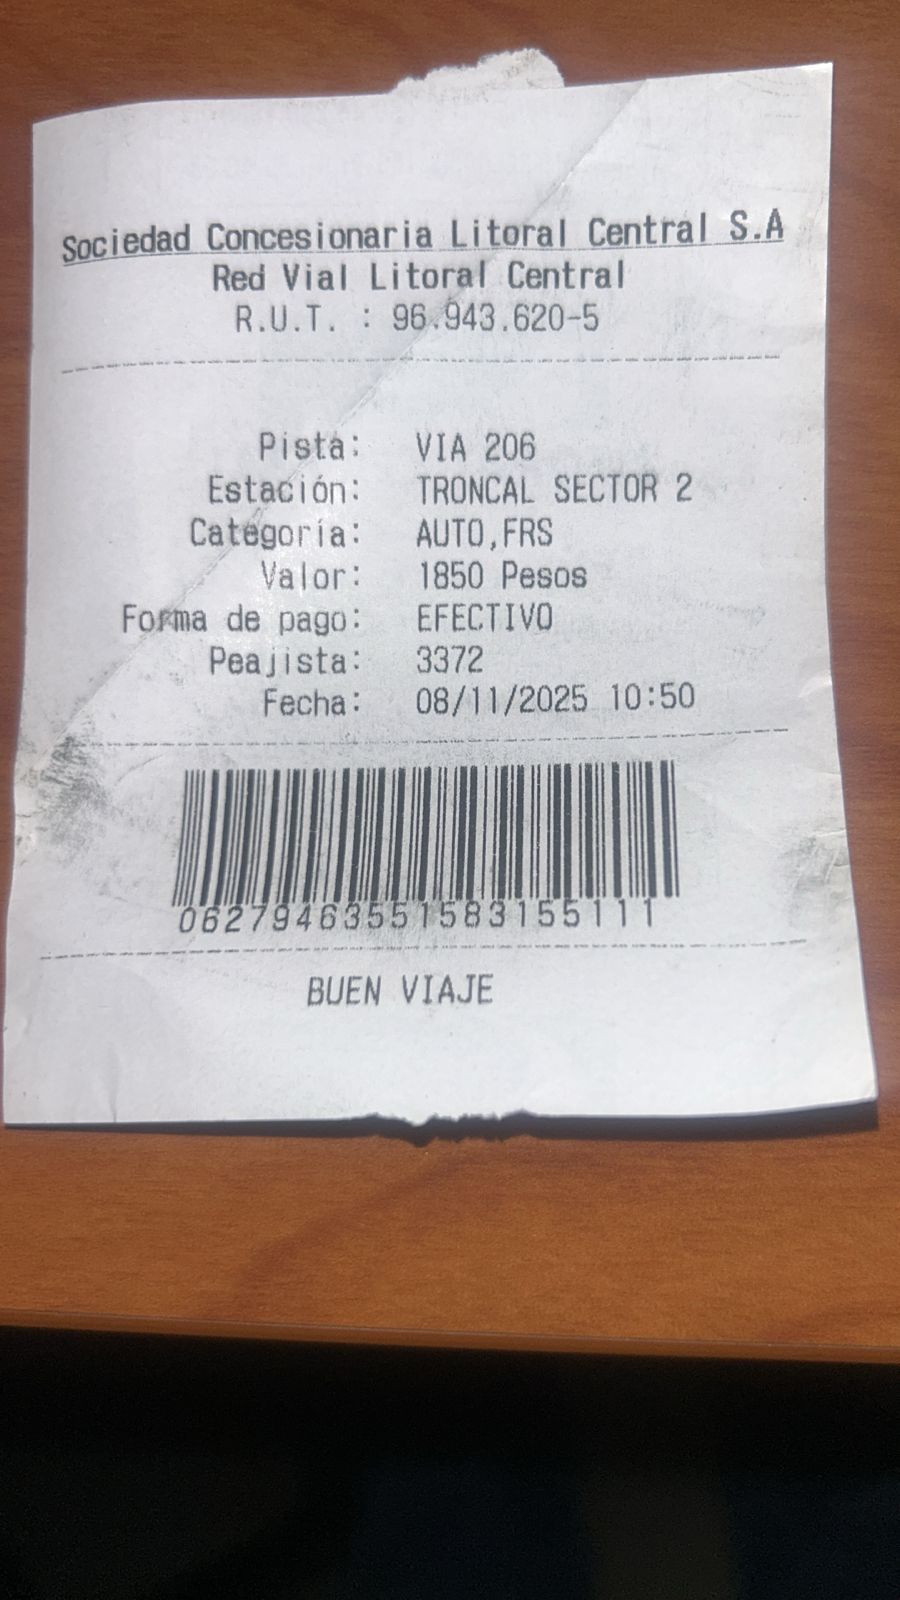 Sociedad Concesionaria Litoral Central S.A
Red Vial Litoral Central
R.U.T. : 96.943.620-5
Pista: VIA 206
Estación: TRONCAL SECTOR 2
Categoría: AUTO,FRS
Valor: 1850 Pesos
Forma de pago: EFECTIVO
Peajista: 3372
Fecha: 08/11/2025 10:50
06279463551583155111
BUEN VIAJE